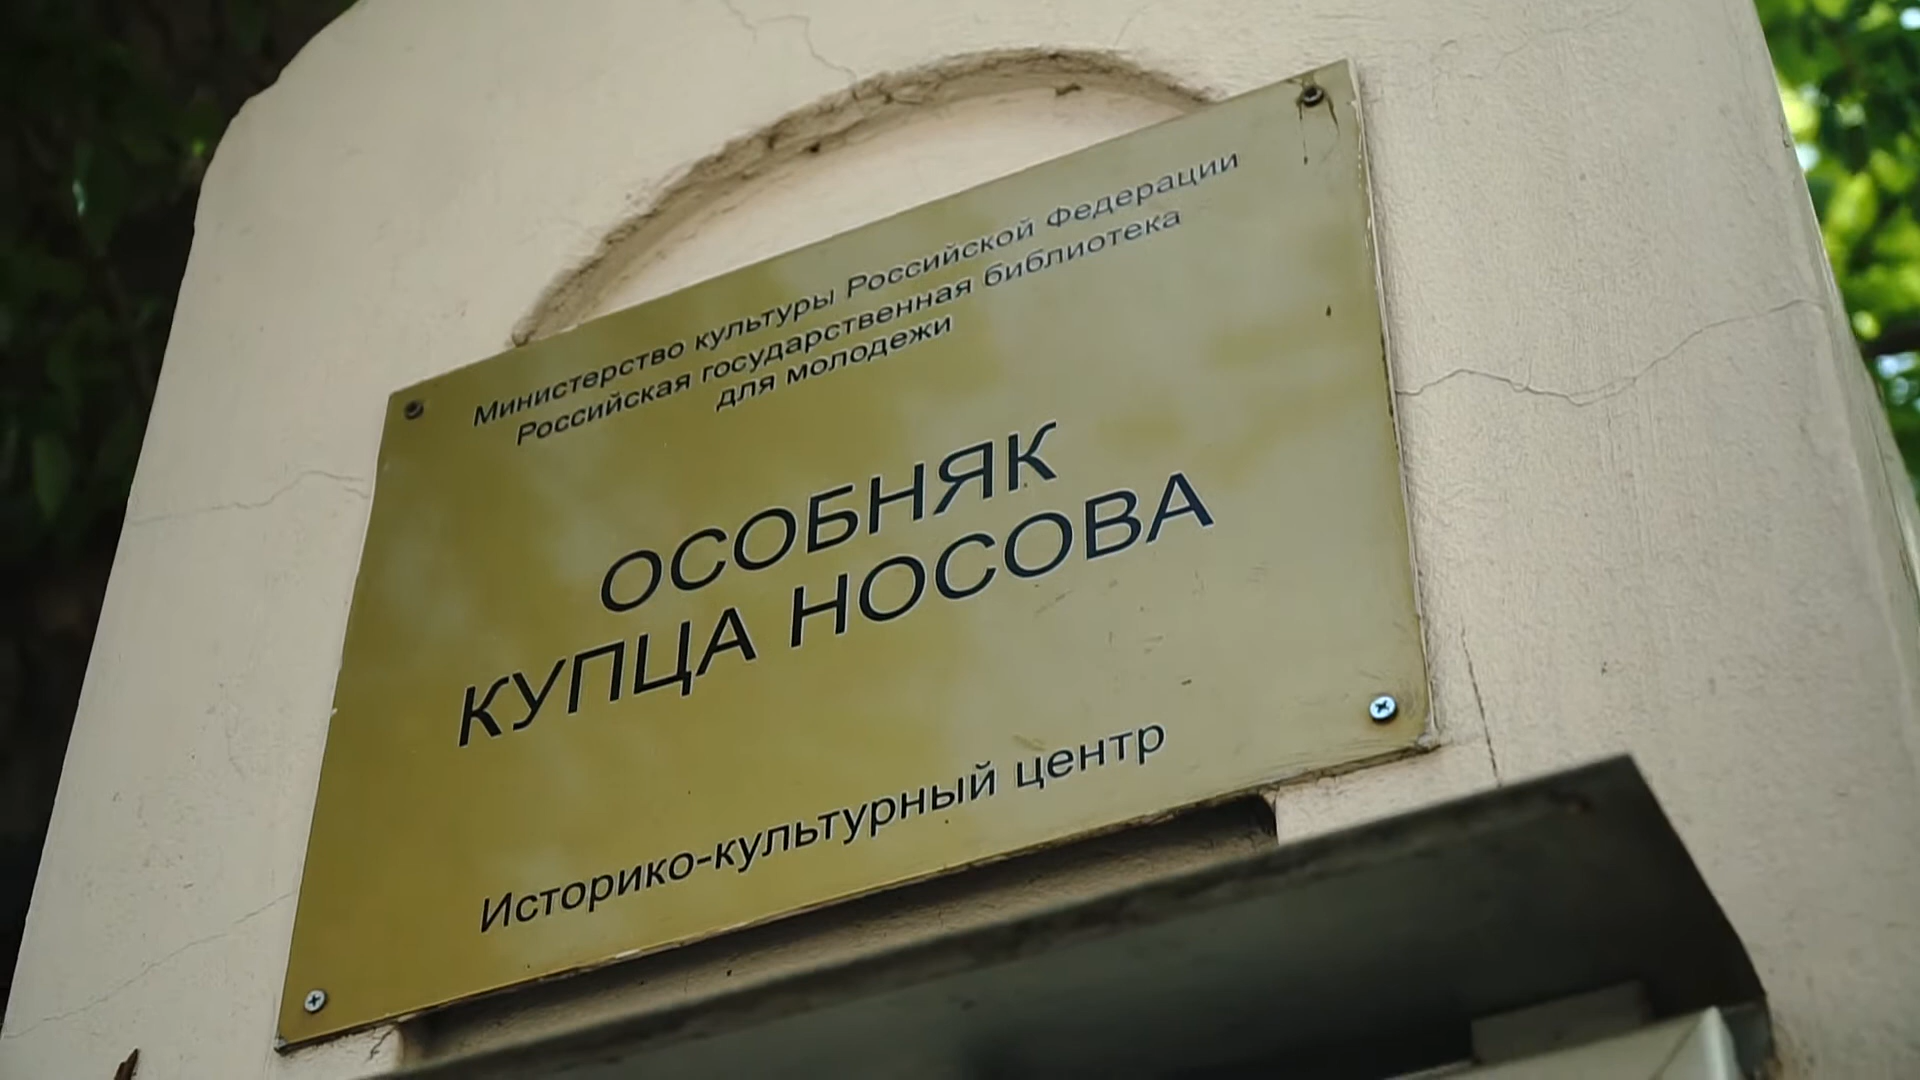 Министерство культуры Российской Федерации
Российская государственная библиотека
для молодежи
ОСОБНЯК
КУПЦА НОСОВА
Историко-культурный центр